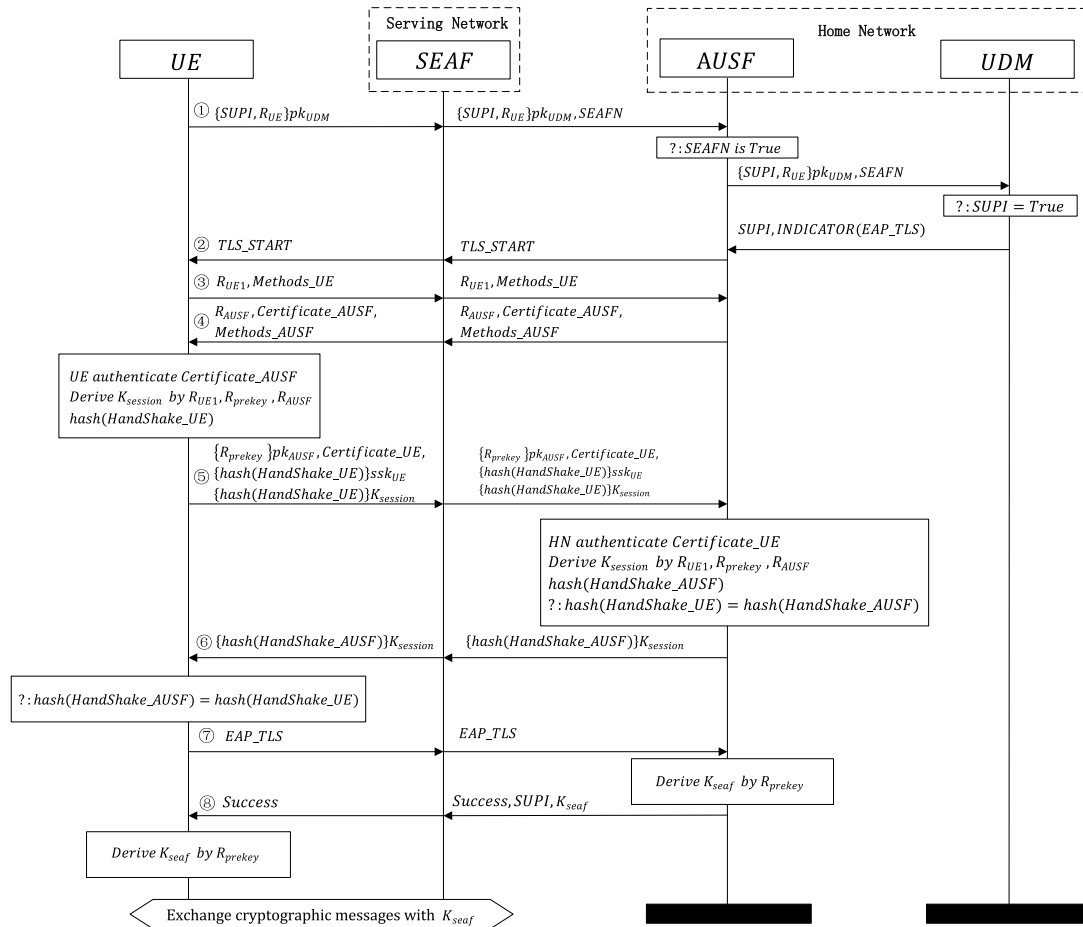 Serving Network
Home Network
UE
SEAF
AUSF
UDM
① {SUPI, R_UE}pk_UDM
{SUPI, R_UE}pk_UDM, SEAFN
?: SEAFN is True
{SUPI, R_UE}pk_UDM, SEAFN
?: SUPI = True
SUPI, INDICATOR(EAP_TLS)
② TLS_START
TLS_START
③ R_UE1, Methods_UE
R_UE1, Methods_UE
④ R_AUSF, Certificate_AUSF,
Methods_AUSF
R_AUSF, Certificate_AUSF,
Methods_AUSF
UE authenticate Certificate_AUSF
Derive K_session by R_UE1, R_prekey , R_AUSF
hash(HandShake_UE)
⑤ {R_prekey }pk_AUSF, Certificate_UE,
{hash(HandShake_UE)}ssk_UE
{hash(HandShake_UE)}K_session
{R_prekey }pk_AUSF, Certificate_UE,
{hash(HandShake_UE)}ssk_UE
{hash(HandShake_UE)}K_session
HN authenticate Certificate_UE
Derive K_session by R_UE1, R_prekey , R_AUSF
hash(HandShake_AUSF)
?: hash(HandShake_UE) = hash(HandShake_AUSF)
⑥ {hash(HandShake_AUSF)}K_session
{hash(HandShake_AUSF)}K_session
?: hash(HandShake_AUSF) = hash(HandShake_UE)
⑦ EAP_TLS
EAP_TLS
Derive K_seaf by R_prekey
⑧ Success
Success, SUPI, K_seaf
Derive K_seaf by R_prekey
Exchange cryptographic messages with K_seaf